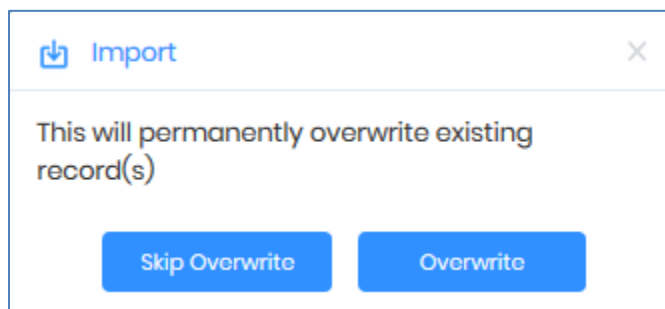 Import
This will permanently overwrite existing
record(s)
Skip Overwrite
Overwrite